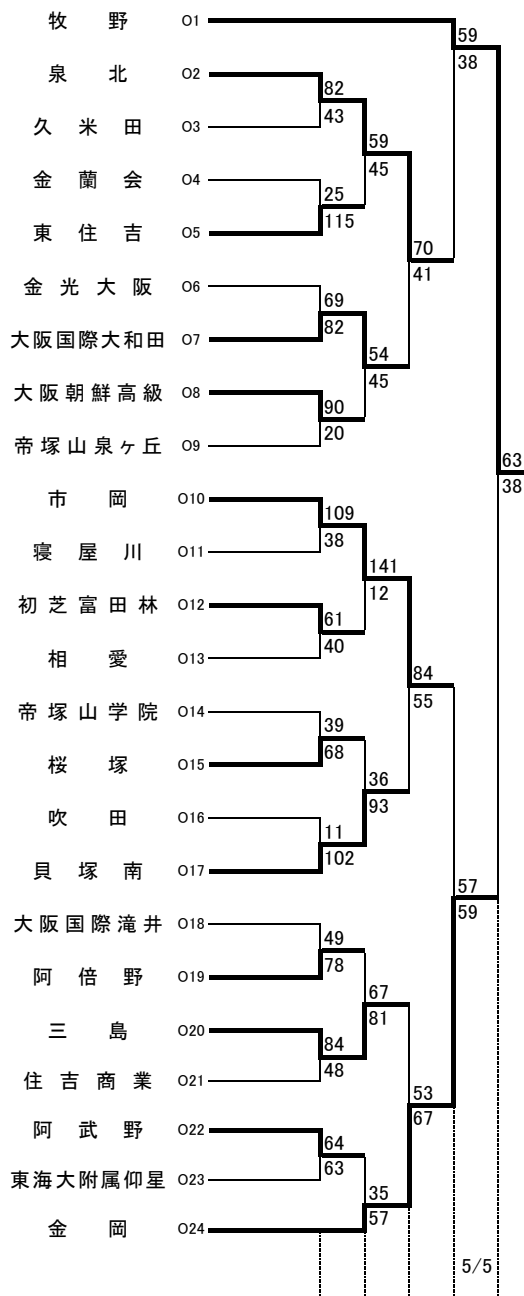 牧野 O1
59
38
泉北 O2
82
43
久米田 O3
59
45
金蘭会 O4
25
115
東住吉 O5
70
41
金光大阪 O6
69
82
大阪国際大和田 O7
54
45
大阪朝鮮高級 O8
90
20
帝塚山泉ヶ丘 O9
63
38
市岡 O10
109
38
寝屋川 O11
141
12
初芝富田林 O12
61
40
相愛 O13
84
55
帝塚山学院 O14
39
68
桜塚 O15
36
93
吹田 O16
11
102
貝塚南 O17
57
59
大阪国際滝井 O18
49
78
阿倍野 O19
67
81
三島 O20
84
48
住吉商業 O21
53
67
阿武野 O22
64
63
東海大附属仰星 O23
35
57
金岡 O24
5/5